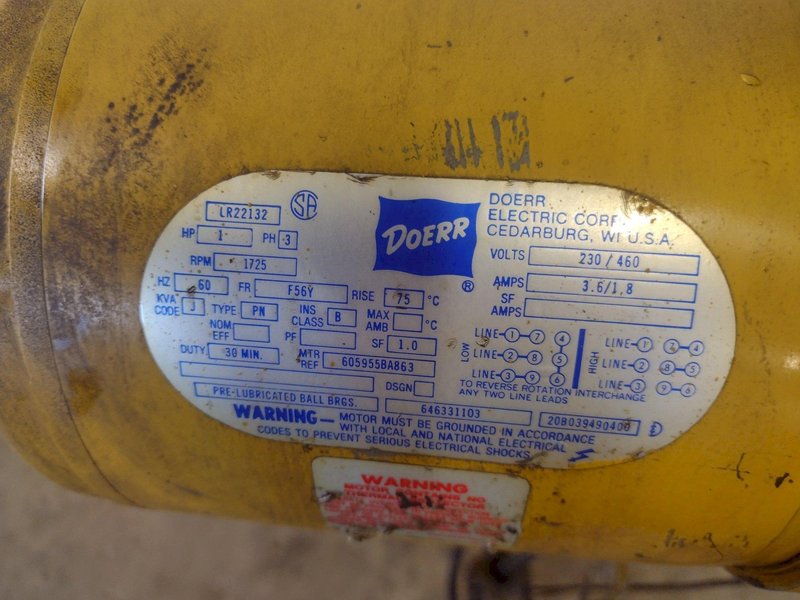 LR22132 SA
DOERR
DOERR
ELECTRIC CORP.
CEDARBURG, WI U.S.A.
HP 1 PH 3
RPM 1725
HZ 60 FR F56Y RISE 75 °C
KVA CODE J TYPE PN INS CLASS B MAX AMB °C
NOM EFF PF SF 1.0
DUTY 30 MIN. MTR REF 605955BA863
DSGN
VOLTS 230/460
AMPS 3.6/1.8
SF AMPS
LOW
LINE-1-7 4
LINE-2-8 5
LINE-3-9 6
HIGH
LINE-1 7-4
LINE-2 8-5
LINE-3 9-6
TO REVERSE ROTATION INTERCHANGE
ANY TWO LINE LEADS
PRE-LUBRICATED BALL BRGS. 646331103 208039490400
WARNING— MOTOR MUST BE GROUNDED IN ACCORDANCE
WITH LOCAL AND NATIONAL ELECTRICAL
CODES TO PREVENT SERIOUS ELECTRICAL SHOCKS.
WARNING
MOTOR NO